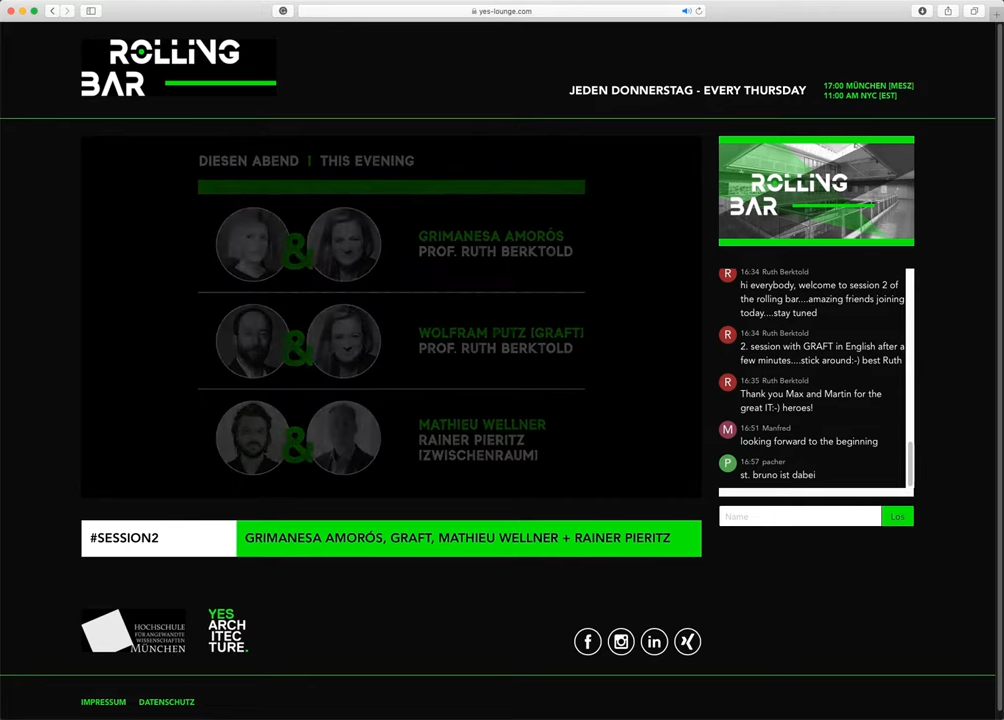 yes-lounge.com
ROLLING
BAR
JEDEN DONNERSTAG - EVERY THURSDAY
17:00 MÜNCHEN [MESZ]
11:00 AM NYC [EST]
DIESEN ABEND | THIS EVENING
&
GRIMANESA AMORÓS
PROF. RUTH BERKTOLD
&
WOLFRAM PUTZ [GRAFT]
PROF. RUTH BERKTOLD
&
MATHIEU WELLNER
RAINER PIERITZ
[ZWISCHENRAUM]
ROLLING
BAR
R
16:34 Ruth Berktold
hi everybody, welcome to session 2 of
the rolling bar....amazing friends joining
today....stay tuned
R
16:34 Ruth Berktold
2. session with GRAFT in English after a
few minutes....stick around:-) best Ruth
R
16:35 Ruth Berktold
Thank you Max and Martin for the
great IT:-) heroes!
M
16:51 Manfred
looking forward to the beginning
P
16:57 pacher
st. bruno ist dabei
Name
Los
#SESSION2
GRIMANESA AMORÓS, GRAFT, MATHIEU WELLNER + RAINER PIERITZ
HOCHSCHULE
FÜR ANGEWANDTE
WISSENSCHAFTEN
MÜNCHEN
YES
ARCH
ITEC
TURE.
f
in
IMPRESSUM
DATENSCHUTZ